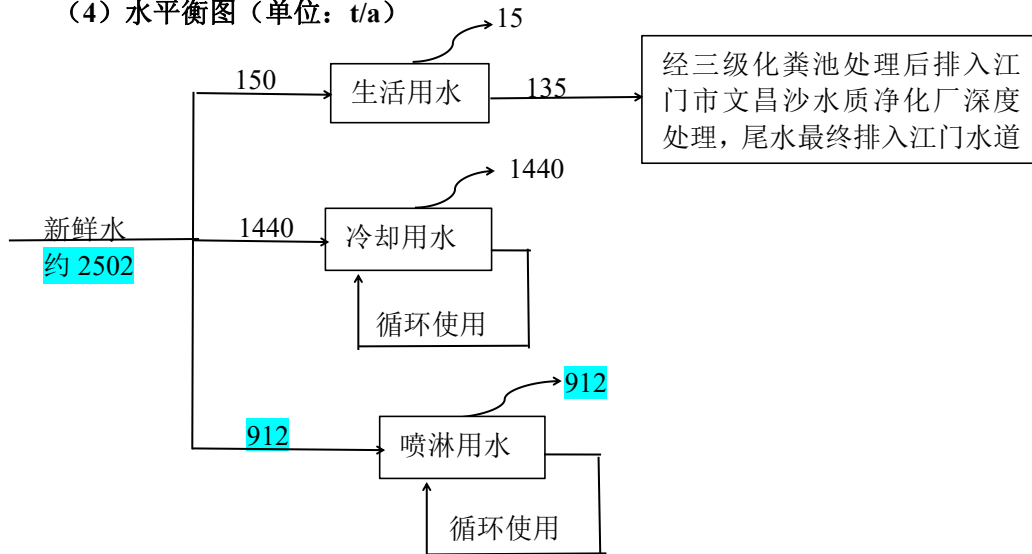 （4）水平衡图（单位：t/a）
15
150
生活用水
135
经三级化粪池处理后排入江
门市文昌沙水质净化厂深度
处理，尾水最终排入江门水道
1440
新鲜水
约 2502
1440
冷却用水
循环使用
912
912
喷淋用水
循环使用